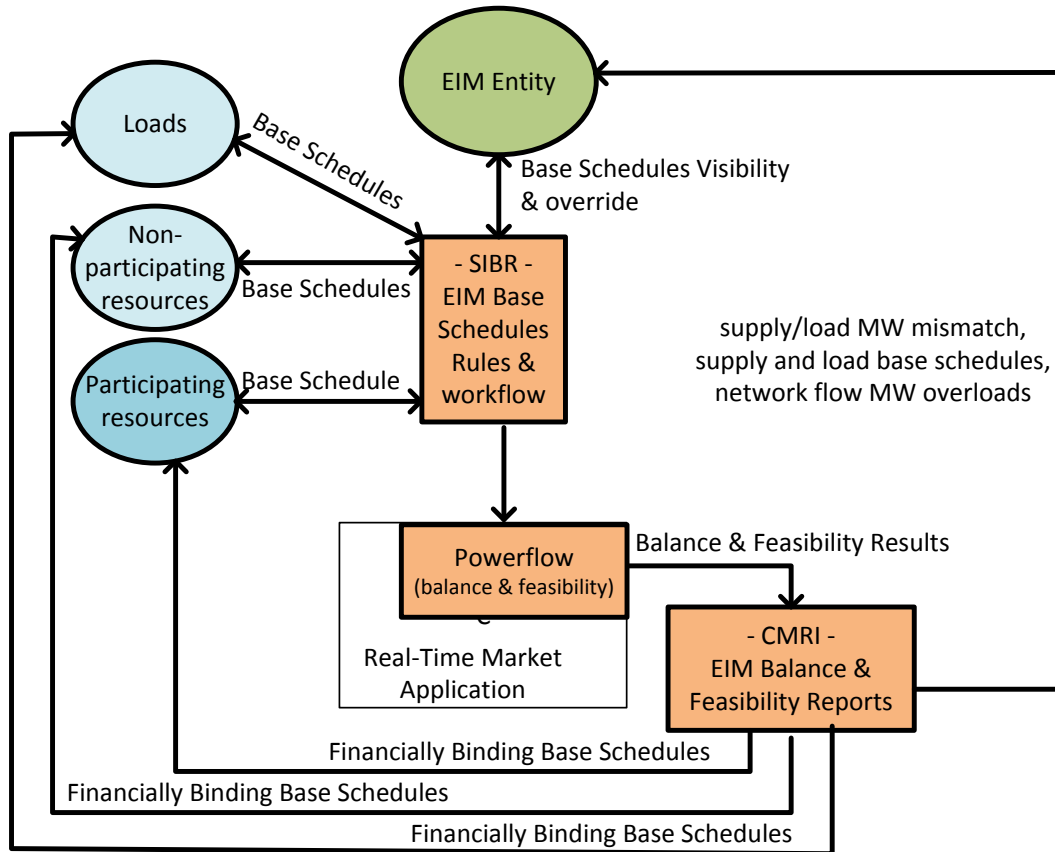 EIM Entity
Loads
Base Schedules
Base Schedules Visibility
& override
Non-
participating
resources
Base Schedules
- SIBR -
EIM Base
Schedules
Rules &
workflow
supply/load MW mismatch,
supply and load base schedules,
network flow MW overloads
Participating
resources
Base Schedule
Powerflow
(balance & feasibility)
Balance & Feasibility Results
Real-Time Market
Application
- CMRI -
EIM Balance &
Feasibility Reports
Financially Binding Base Schedules
Financially Binding Base Schedules
Financially Binding Base Schedules